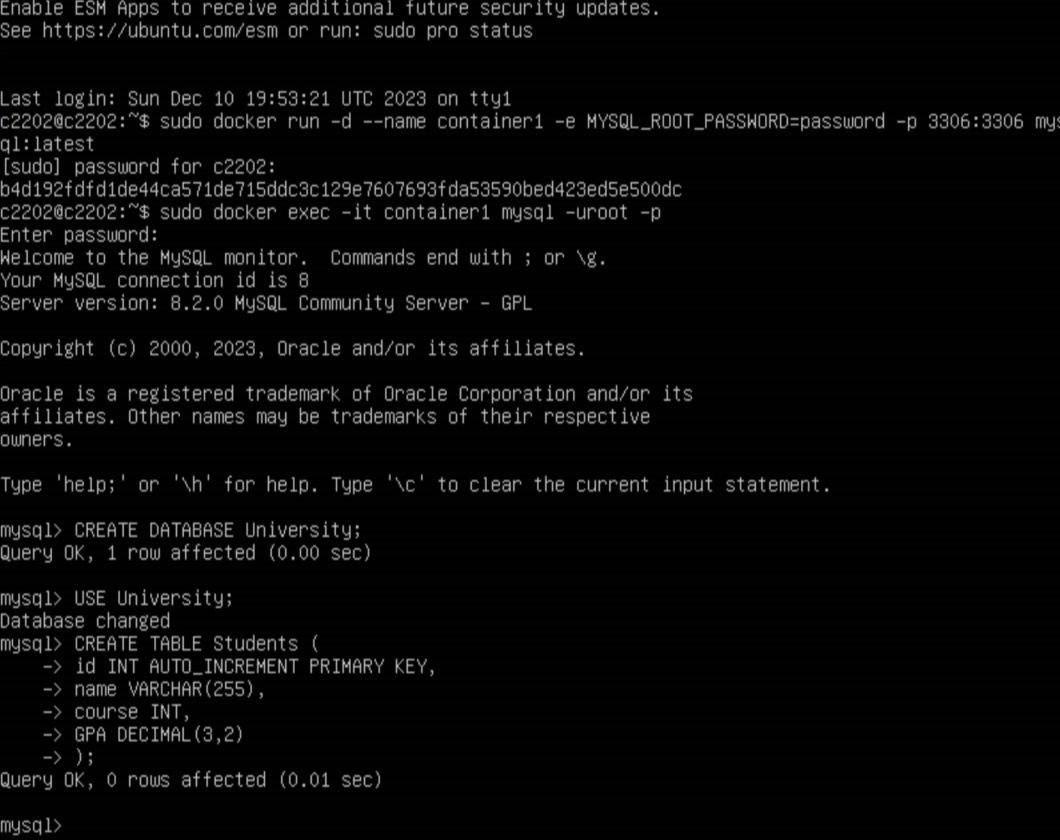 Enable ESM Apps to receive additional future security updates.
See https://ubuntu.com/esm or run: sudo pro status
Last login: Sun Dec 10 19:53:21 UTC 2023 on tty1
c2202@c2202:~$ sudo docker run -d --name container1 -e MYSQL_ROOT_PASSWORD=password -p 3306:3306 mys
ql:latest
[sudo] password for c2202:
b4d192fdfd1de44ca571de715ddc3c129e7607693fda53590bed423ed5e500dc
c2202@c2202:~$ sudo docker exec -it container1 mysql -uroot -p
Enter password:
Welcome to the MySQL monitor.  Commands end with ; or \g.
Your MySQL connection id is 8
Server version: 8.2.0 MySQL Community Server - GPL
Copyright (c) 2000, 2023, Oracle and/or its affiliates.
Oracle is a registered trademark of Oracle Corporation and/or its
affiliates. Other names may be trademarks of their respective
owners.
Type 'help;' or '\h' for help. Type '\c' to clear the current input statement.
mysql> CREATE DATABASE University;
Query OK, 1 row affected (0.00 sec)
mysql> USE University;
Database changed
mysql> CREATE TABLE Students (
    -> id INT AUTO_INCREMENT PRIMARY KEY,
    -> name VARCHAR(255),
    -> course INT,
    -> GPA DECIMAL(3,2)
    -> );
Query OK, 0 rows affected (0.01 sec)
mysql>